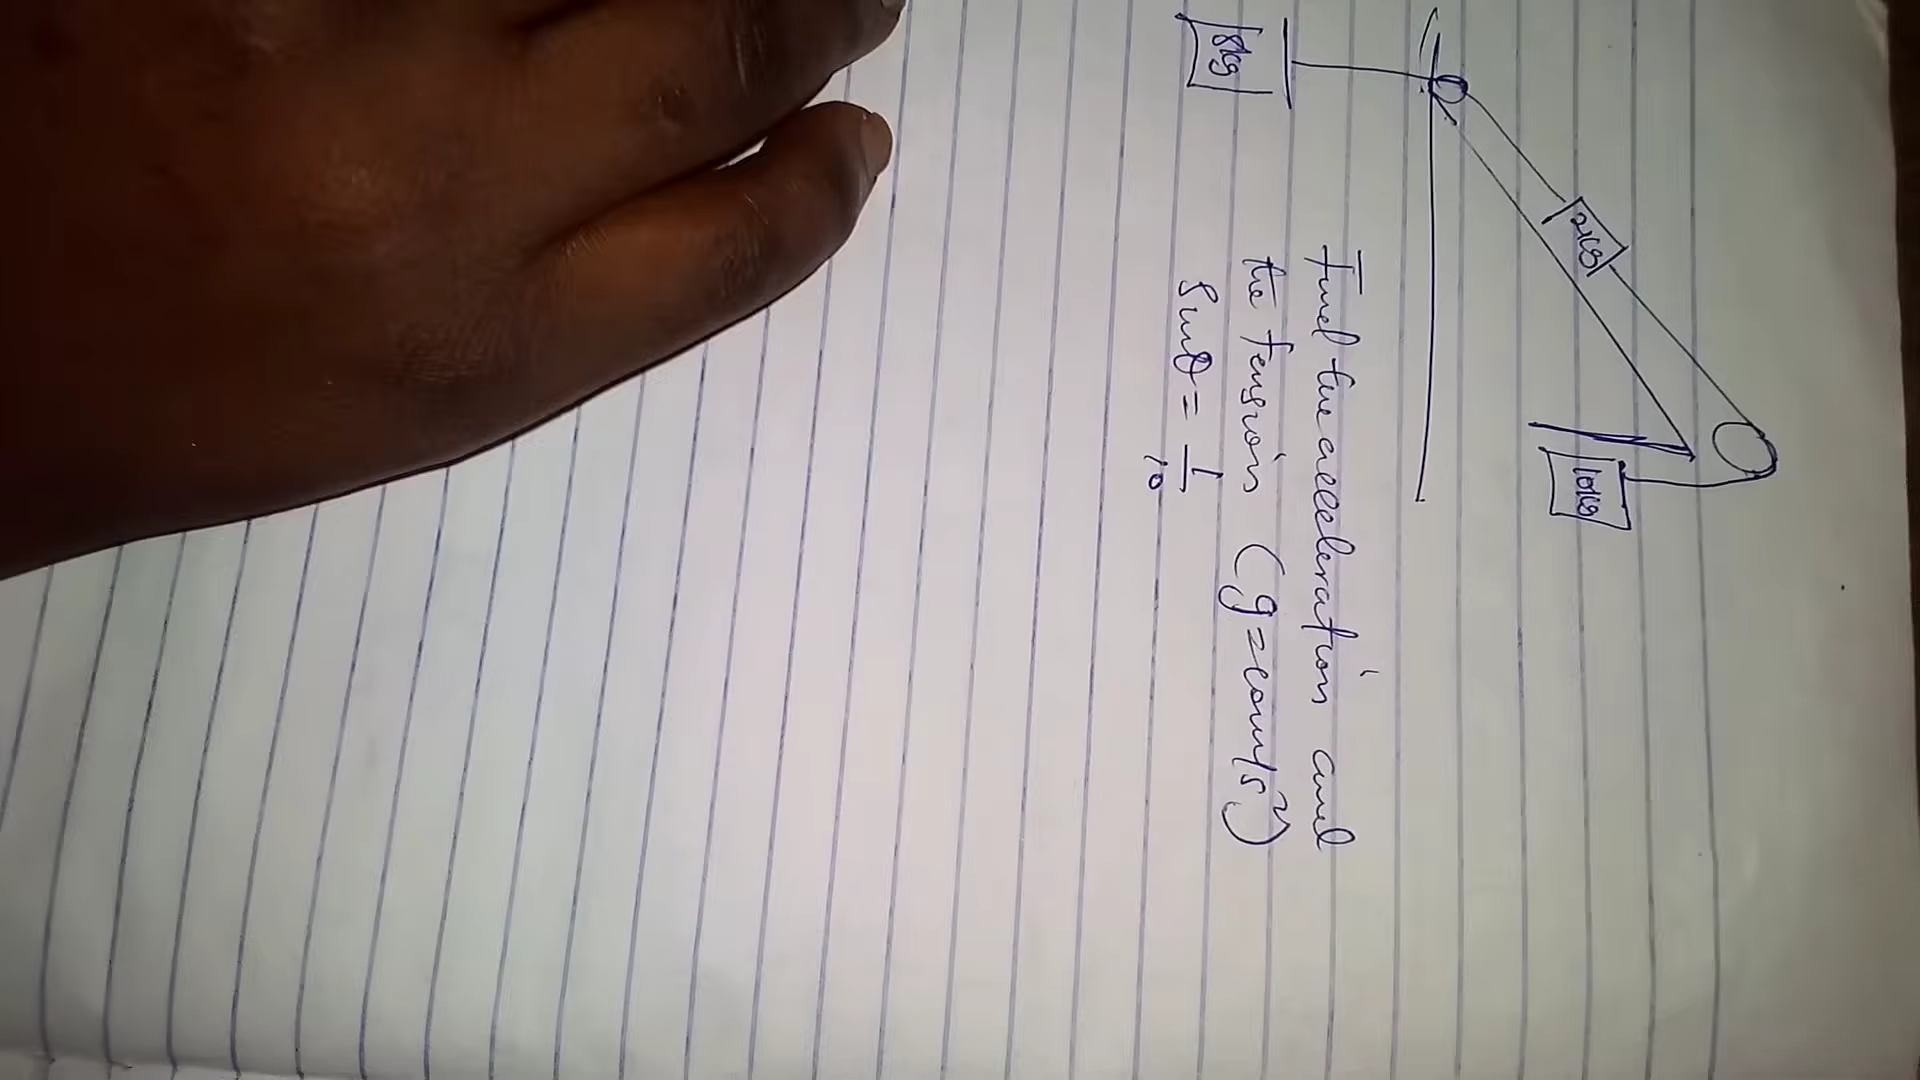 8kg
2kg
10kg
Find the acceleration and
the tension (g=10m/s²)
Sinθ = 1/10